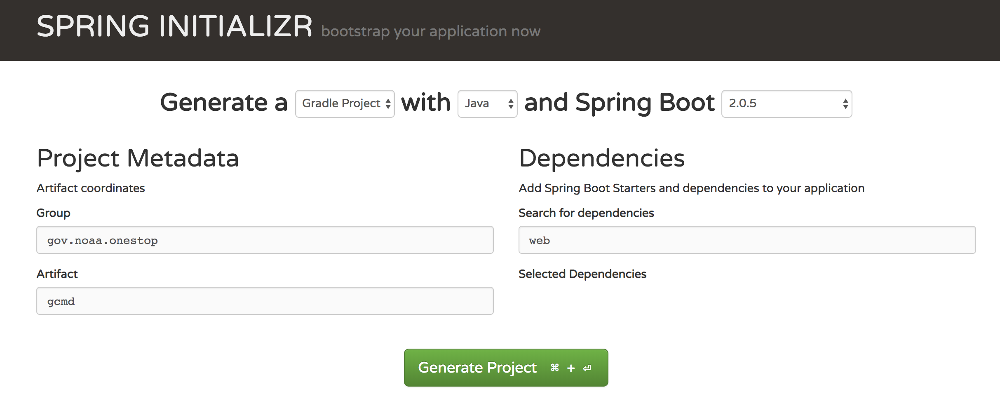 SPRING INITIALIZR bootstrap your application now
Generate a Gradle Project with Java and Spring Boot 2.0.5
Project Metadata
Artifact coordinates
Group
gov.noaa.onestop
Artifact
gcmd
Dependencies
Add Spring Boot Starters and dependencies to your application
Search for dependencies
web
Selected Dependencies
Generate Project ⌘ + ⏎